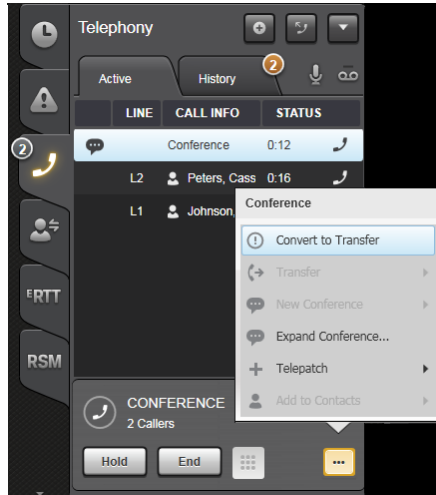 Telephony
Active
History
2
LINE CALL INFO STATUS
Conference 0:12
2
L2 Peters, Cass 0:16
L1 Johnson,
Conference
Convert to Transfer
Transfer
New Conference
Expand Conference...
Telepatch
Add to Contacts
ERTT
RSM
CONFERENCE
2 Callers
Hold
End
...